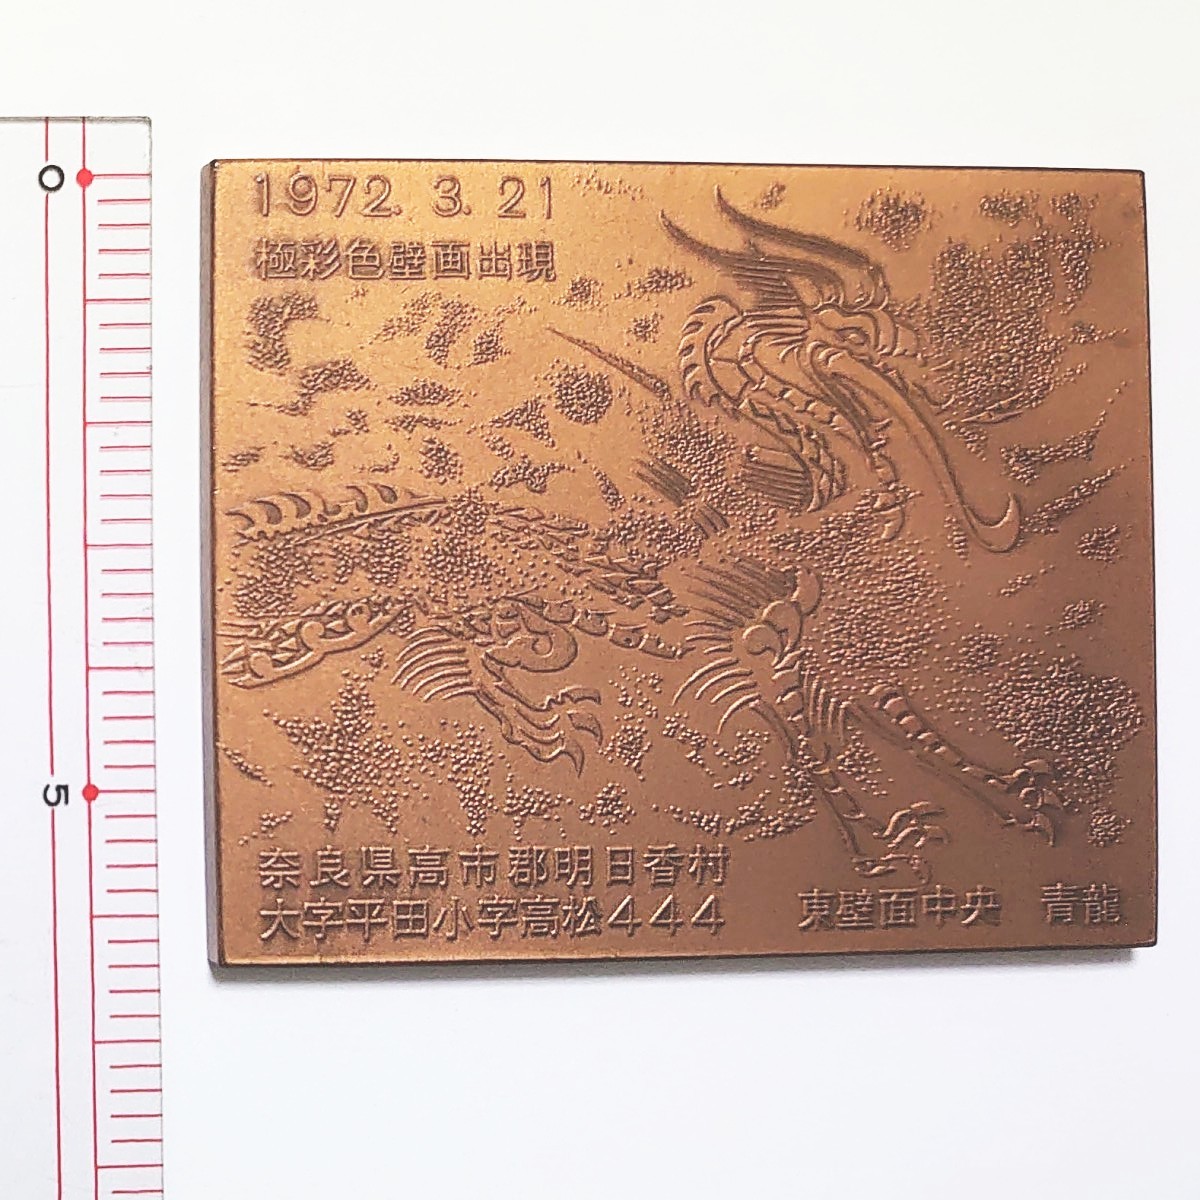 0
5
1972. 3. 21
極彩色壁画出現
奈良県高市郡明日香村
大字平田小字高松444
東壁面中央 青龍